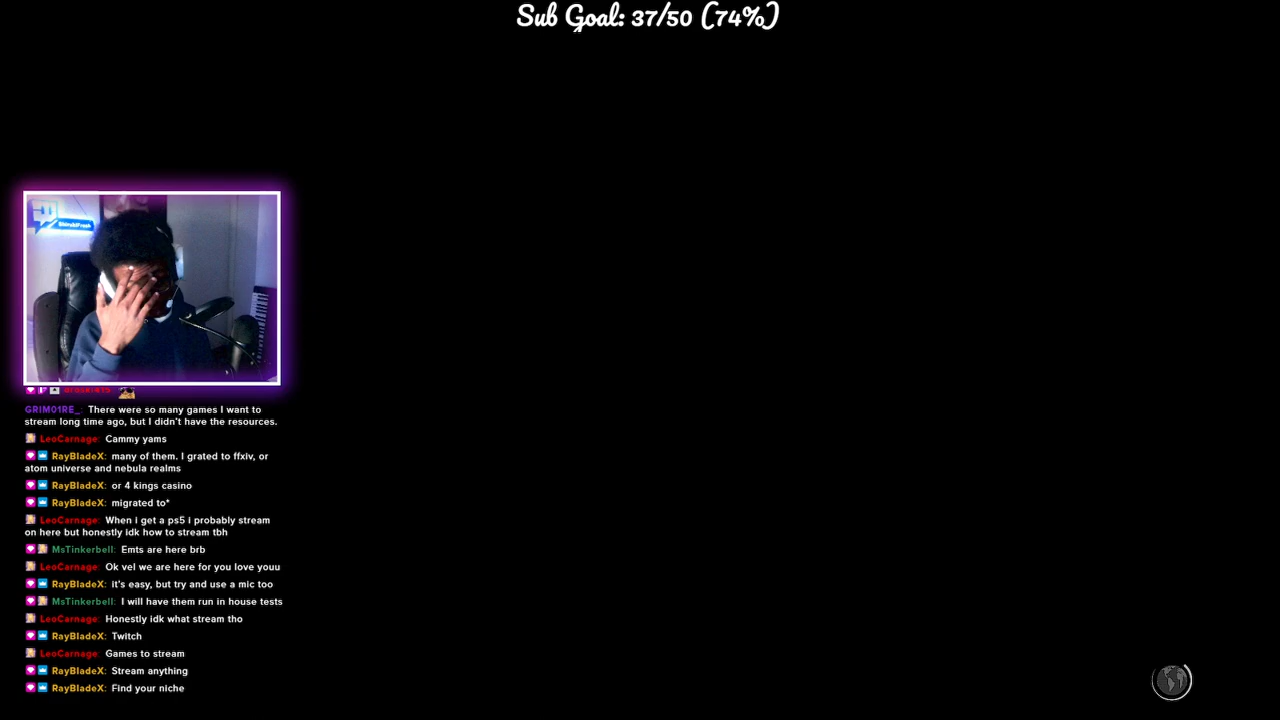 Sub Goal: 37/50 (74%)
GRIM01RE_: There were so many games I want to
stream long time ago, but I didn't have the resources.
LeoCarnage: Cammy yams
RayBladeX: many of them. I grated to ffxiv, or
atom universe and nebula realms
RayBladeX: or 4 kings casino
RayBladeX: migrated to*
LeoCarnage: When i get a ps5 i probably stream
on here but honestly idk how to stream tbh
MsTinkerbell: Emts are here brb
LeoCarnage: Ok vel we are here for you love youu
RayBladeX: it's easy, but try and use a mic too
MsTinkerbell: I will have them run in house tests
LeoCarnage: Honestly idk what stream tho
RayBladeX: Twitch
LeoCarnage: Games to stream
RayBladeX: Stream anything
RayBladeX: Find your niche